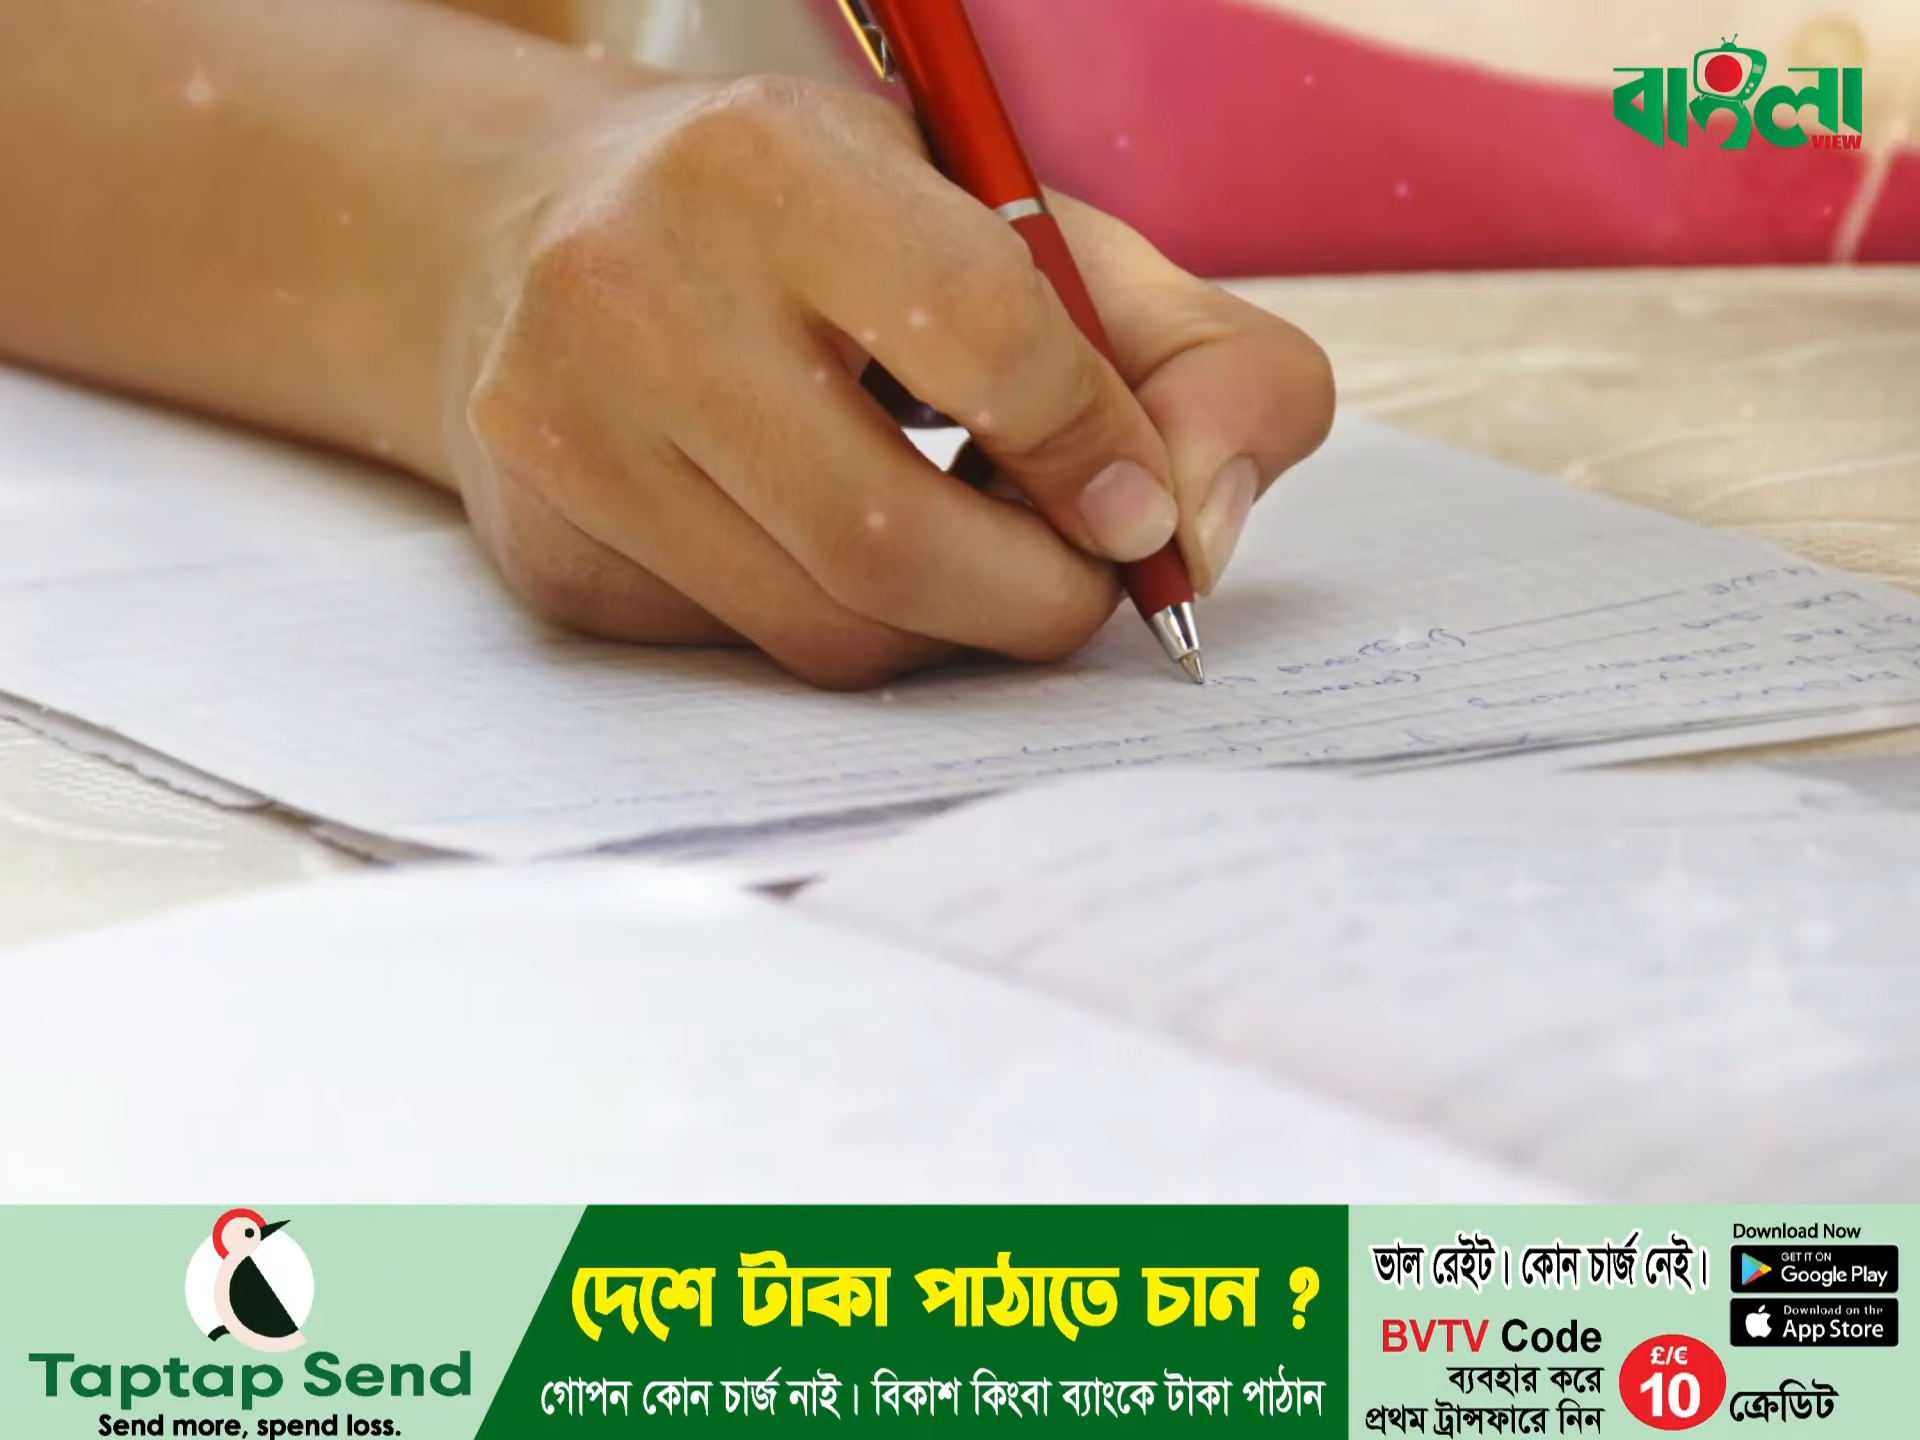 বাংলা
VIEW
Taptap Send
Send more, spend loss.
দেশে টাকা পাঠাতে চান ?
গোপন কোন চার্জ নাই। বিকাশ কিংবা ব্যাংকে টাকা পাঠান
ভাল রেইট। কোন চার্জ নেই।
BVTV Code
ব্যবহার করে
প্রথম ট্রান্সফারে নিন
£/€
10
ক্রেডিট
Download Now
GET IT ON
Google Play
Download on the
App Store